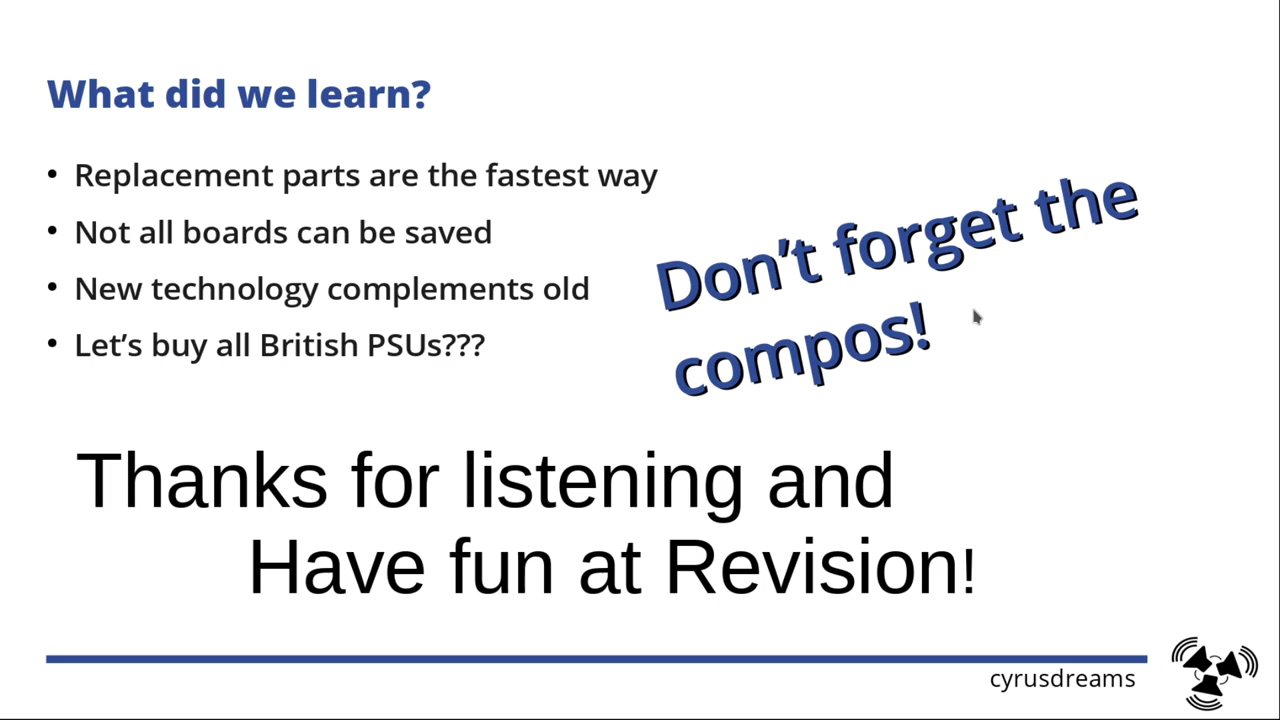 What did we learn?
• Replacement parts are the fastest way
• Not all boards can be saved
• New technology complements old
• Let’s buy all British PSUs???
Don’t forget the
compos!
Thanks for listening and
Have fun at Revision!
cyrusdreams